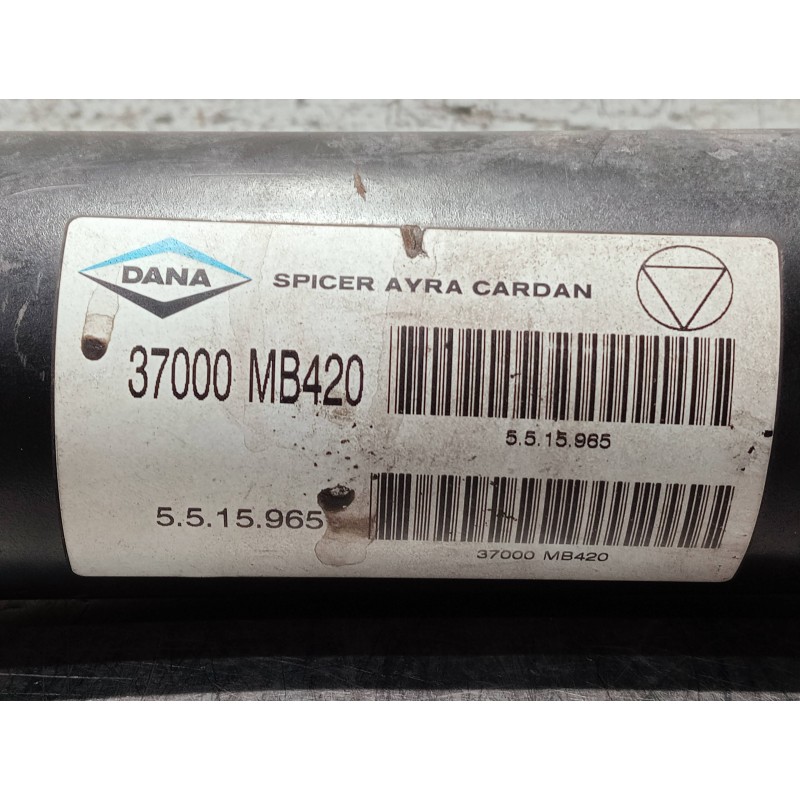 DANA
SPICER AYRA CARDAN
37000 MB420
5.5.15.965
5.5.15.965
37000 MB420